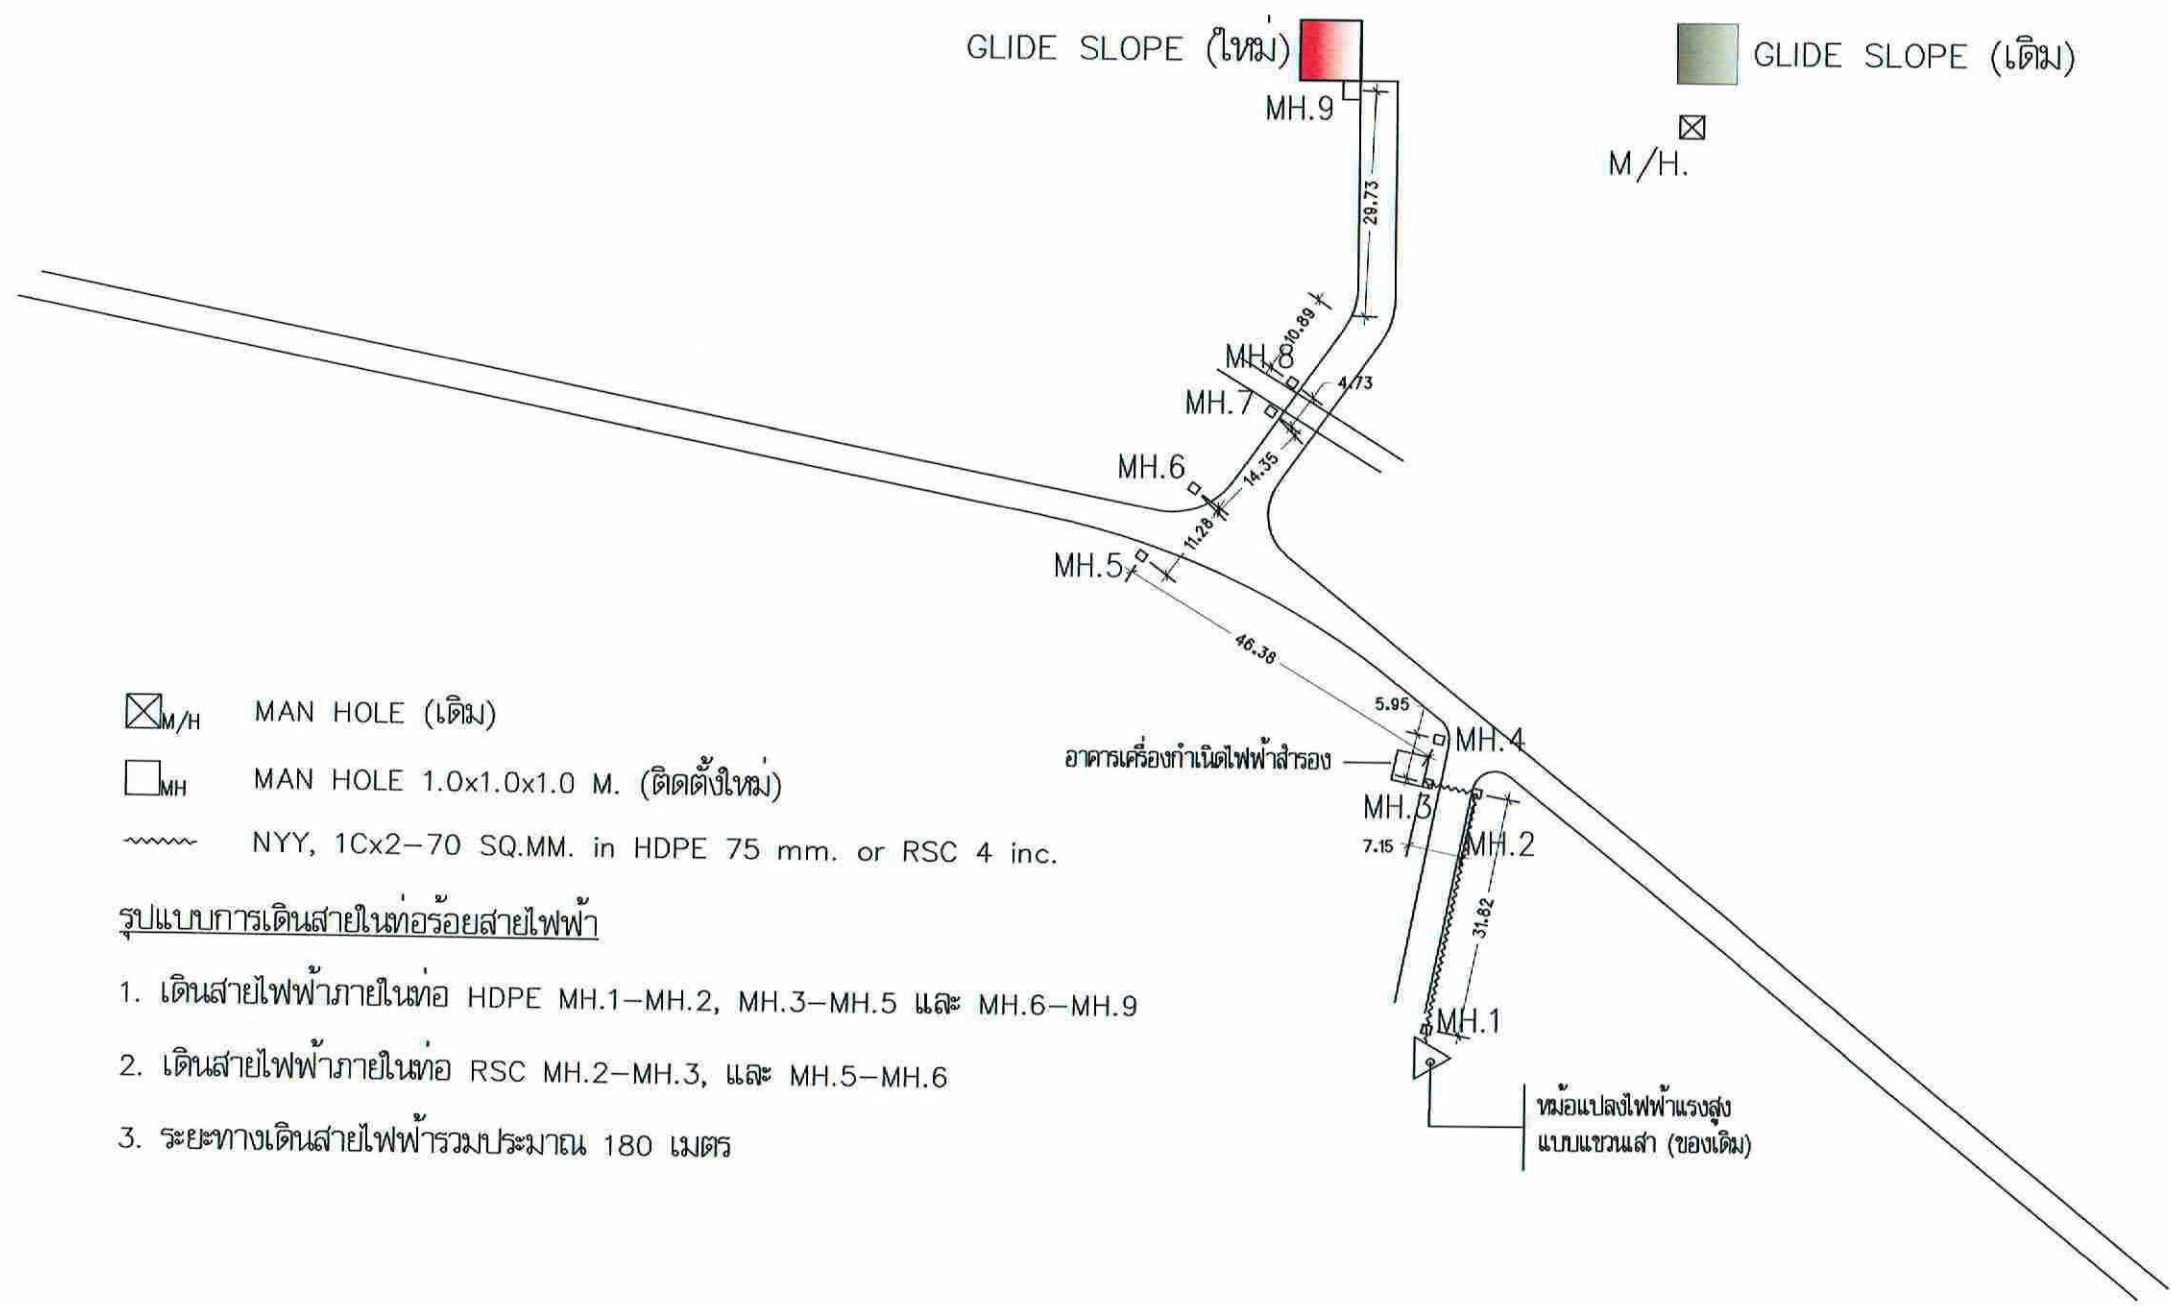 GLIDE SLOPE (ใหม่)
GLIDE SLOPE (เดิม)
MH.9
M/H.
29.73
10.89
MH.8
4.73
MH.7
14.35
MH.6
11.28
MH.5
46.38
5.95
MH.4
อาคารเครื่องกำเนิดไฟฟ้าสำรอง
MH.3
7.15
MH.2
31.82
MH.1
หม้อแปลงไฟฟ้าแรงสูง
แบบแขวนเสา (ของเดิม)
M/H MAN HOLE (เดิม)
MH MAN HOLE 1.0x1.0x1.0 M. (ติดตั้งใหม่)
NYY, 1Cx2-70 SQ.MM. in HDPE 75 mm. or RSC 4 inc.
รูปแบบการเดินสายในท่อร้อยสายไฟฟ้า
1. เดินสายไฟฟ้าภายในท่อ HDPE MH.1-MH.2, MH.3-MH.5 และ MH.6-MH.9
2. เดินสายไฟฟ้าภายในท่อ RSC MH.2-MH.3, และ MH.5-MH.6
3. ระยะทางเดินสายไฟฟ้ารวมประมาณ 180 เมตร